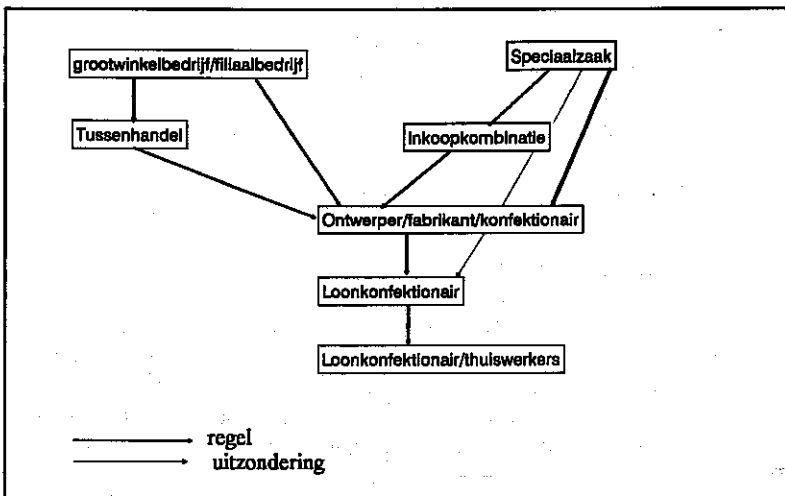 grootwinkelbedrijf/filiaalbedrijf
Speciaalzaak
Tussenhandel
Inkoopkombinatie
Ontwerper/fabrikant/konfektionair
Loonkonfektionair
Loonkonfektionair/thuiswerkers
regel
uitzondering